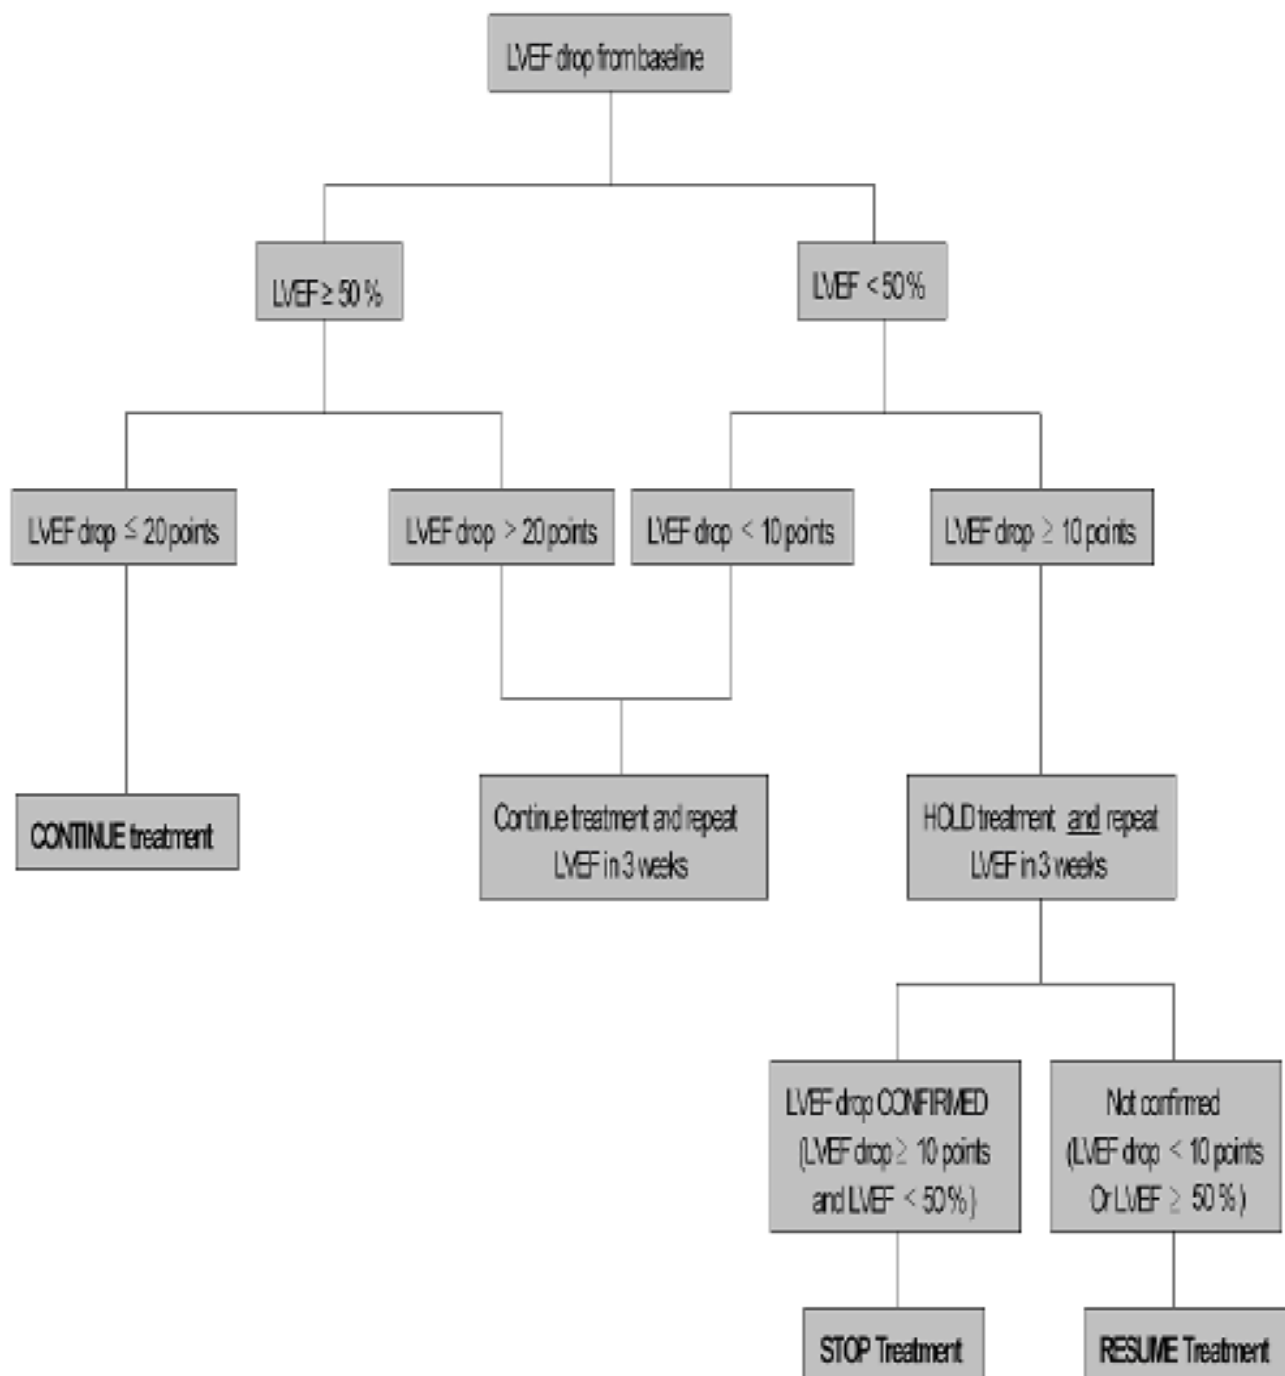 LVEF drop from baseline
LVEF ≥ 50 %
LVEF < 50 %
LVEF drop ≤ 20 points
LVEF drop > 20 points
LVEF drop < 10 points
LVEF drop ≥ 10 points
CONTINUE treatment
Continue treatment and repeat
LVEF in 3 weeks
HOLD treatment and repeat
LVEF in 3 weeks
LVEF drop CONFIRMED
(LVEF drop ≥ 10 points
and LVEF < 50 %)
Not confirmed
(LVEF drop < 10 points
Or LVEF ≥ 50 %)
STOP Treatment
RESUME Treatment